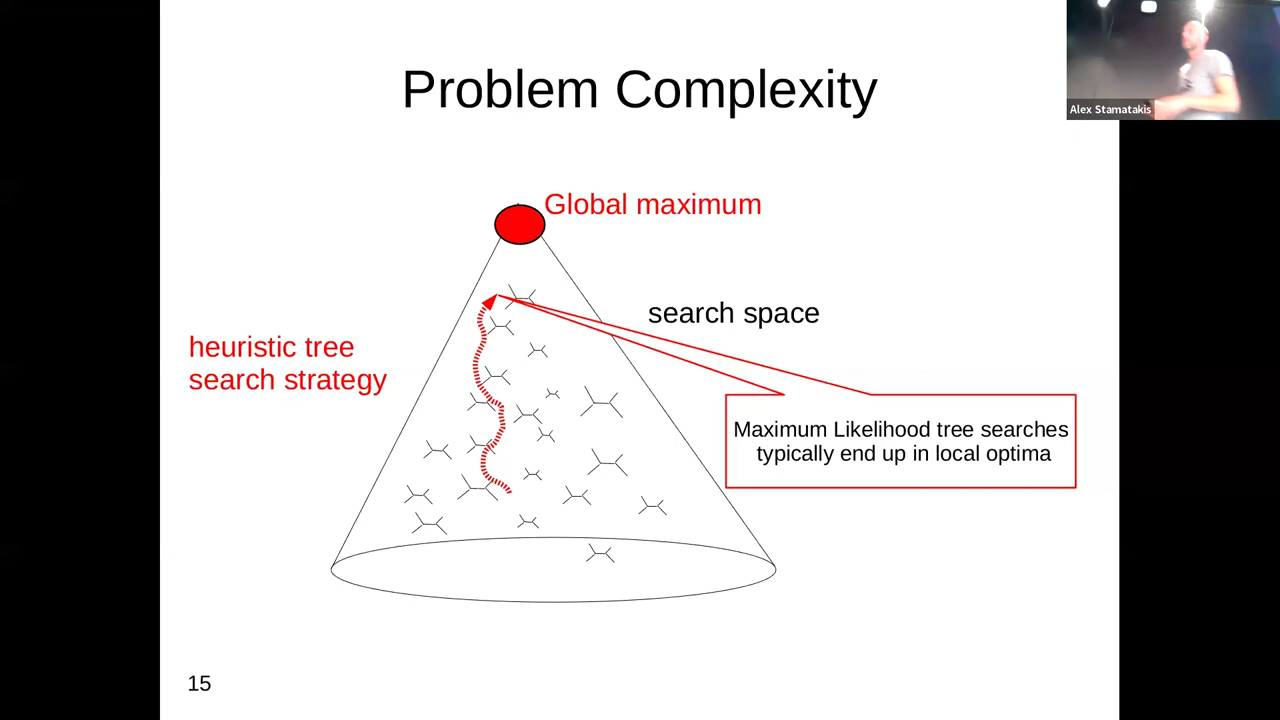 Problem Complexity
Alex Stamatakis
Global maximum
search space
heuristic tree
search strategy
Maximum Likelihood tree searches
typically end up in local optima
15